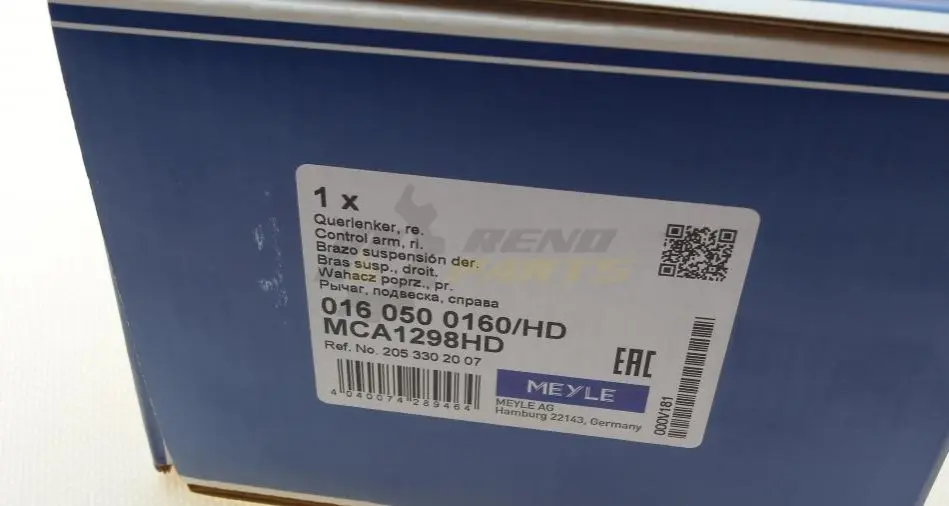 1 x
Querlenker, re.
Control arm, ri.
Brazo suspensión der.
Bras susp., droit.
Wahacz poprz., pr.
Рычаг, подвеска, справа
016 050 0160/HD
MCA1298HD
Ref. No. 205 330 20 07
4 040074 289464
EAC
MEYLE
MEYLE AG
Hamburg 22143, Germany
000V181
RENO
PARTS